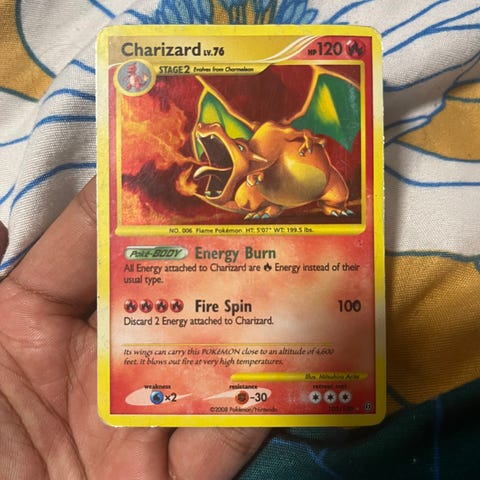 Charizard LV.76 HP 120
STAGE 2 Evolves from Charmeleon
NO. 006 Flame Pokémon HT: 5'07" WT: 199.5 lbs.
Poké-BODY Energy Burn
All Energy attached to Charizard are Energy instead of their
usual type.
Fire Spin 100
Discard 2 Energy attached to Charizard.
Its wings can carry this POKéMON close to an altitude of 4,600
feet. It blows out fire at very high temperatures.
Illus. Mitsuhiro Arita
weakness resistance retreat cost
×2 -30
©2008 Pokémon/Nintendo